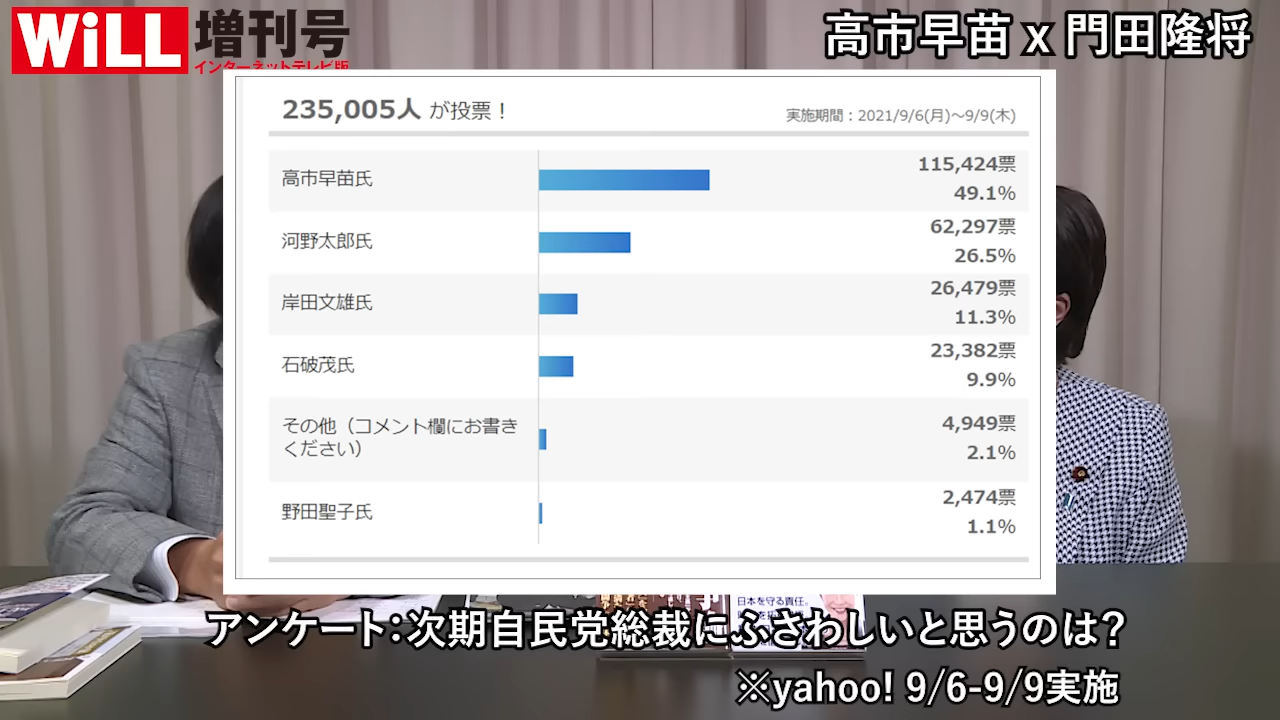 WiLL増刊号
インターネットテレビ版
高市早苗 x 門田隆将
235,005人 が投票！
実施期間：2021/9/6(月)～9/9(木)
高市早苗氏
115,424票
49.1%
河野太郎氏
62,297票
26.5%
岸田文雄氏
26,479票
11.3%
石破茂氏
23,382票
9.9%
その他（コメント欄にお書き
ください）
4,949票
2.1%
野田聖子氏
2,474票
1.1%
日本を守る責任。
アンケート：次期自民党総裁にふさわしいと思うのは？
※yahoo! 9/6-9/9実施